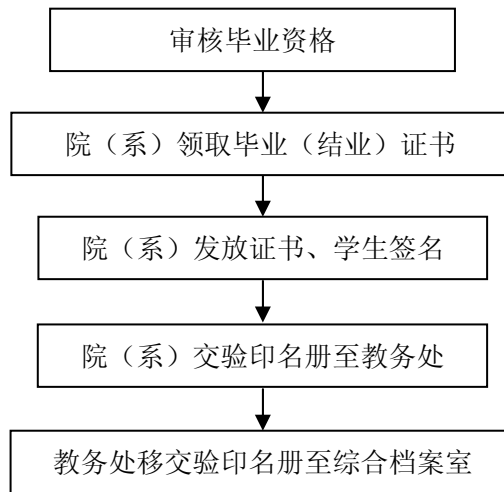 审核毕业资格
院（系）领取毕业（结业）证书
院（系）发放证书、学生签名
院（系）交验印名册至教务处
教务处移交验印名册至综合档案室